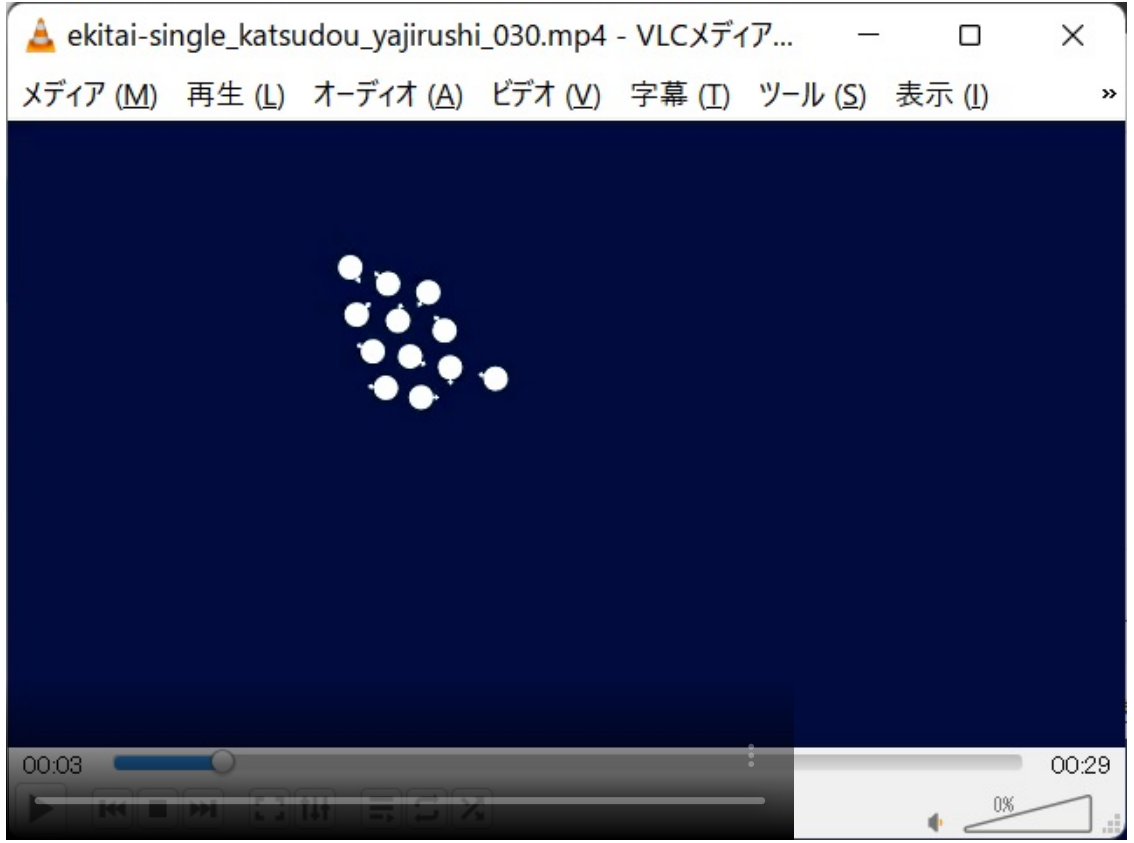 ekitai-single_katsudou_yajirushi_030.mp4 - VLCメディア...
メディア (M) 再生 (L) オーディオ (A) ビデオ (V) 字幕 (T) ツール (S) 表示 (I) »
00:03 00:29
0%